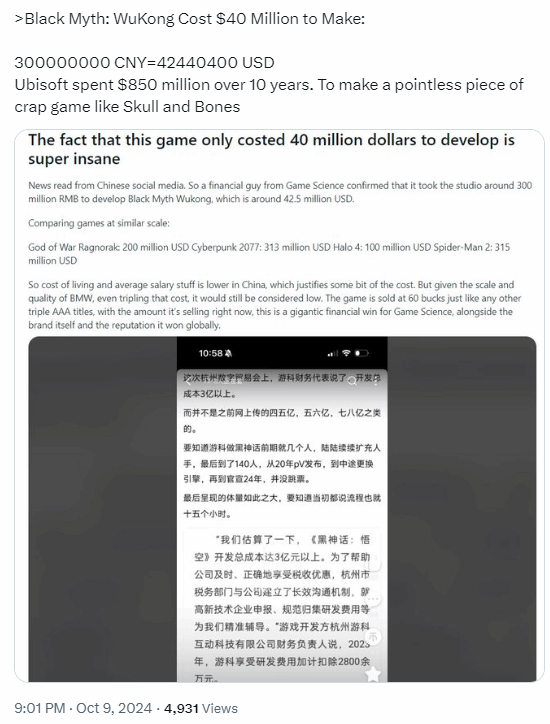 >Black Myth: WuKong Cost $40 Million to Make:
300000000 CNY=42440400 USD
Ubisoft spent $850 million over 10 years. To make a pointless piece of
crap game like Skull and Bones
The fact that this game only costed 40 million dollars to develop is
super insane
News read from Chinese social media. So a financial guy from Game Science confirmed that it took the studio around 300
million RMB to develop Black Myth Wukong, which is around 42.5 million USD.
Comparing games at similar scale:
God of War Ragnorak: 200 million USD Cyberpunk 2077: 313 million USD Halo 4: 100 million USD Spider-Man 2: 315
million USD
So cost of living and average salary stuff is lower in China, which justifies some bit of the cost. But given the scale and
quality of BMW, even tripling that cost, it would still be considered low. The game is sold at 60 bucks just like any other
triple AAA titles, with the amount it's selling right now, this is a gigantic financial win for Game Science, alongside the
brand itself and the reputation it won globally.
10:58
这次杭州数字贸易会上，游科财务代表说了，开发总
成本3亿以上。
而并不是之前网上传的四五亿，五六亿，七八亿之类
的。
要知道游科做黑神话前期就几个人，陆陆续续扩充人
手，最后到了140人，从20年pV发布，到中途更换
引擎，再到官宣24年，并没跳票。
最后呈现的体量如此之大，要知道当初都说流程也就
十五个小时。
“我们估算了一下，《黑神话：悟
空》开发总成本达3亿元以上。为了帮助
公司及时、正确地享受税收优惠，杭州市
税务部门与公司建立了长效沟通机制，就
高新技术企业申报、规范归集研发费用等
为我们精准辅导。”游戏开发方杭州游科
互动科技有限公司财务负责人说，2023
年，游科享受研发费用加计扣除2800余
万元。
9:01 PM · Oct 9, 2024 · 4,931 Views